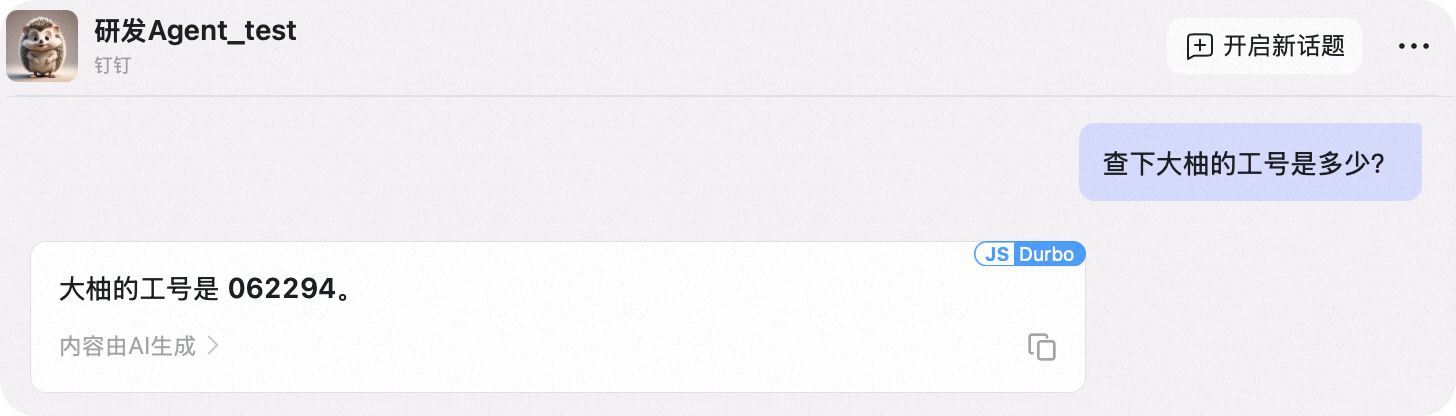 研发Agent_test
钉钉
开启新话题
查下大柚的工号是多少?
JS Durbo
大柚的工号是 062294。
内容由AI生成